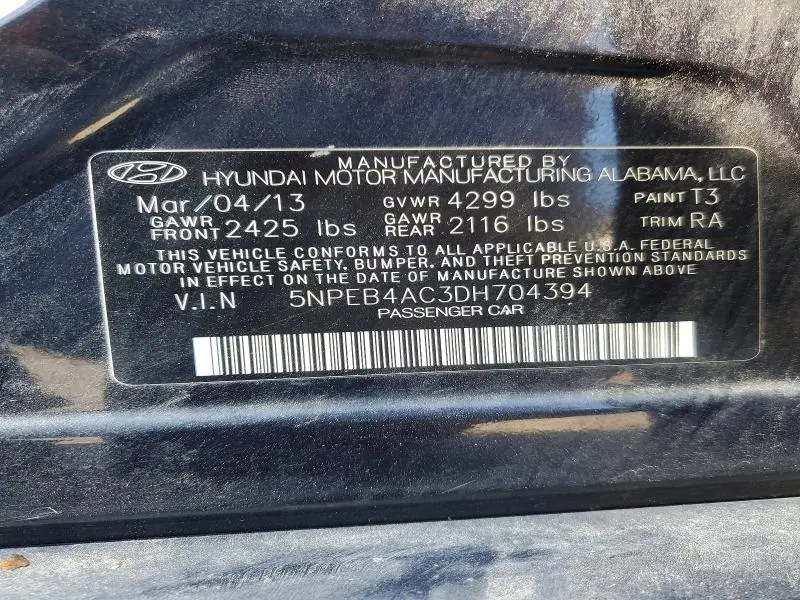 MANUFACTURED BY
HYUNDAI MOTOR MANUFACTURING ALABAMA, LLC
Mar/04/13 GVWR 4299 lbs PAINT T3
GAWR FRONT 2425 lbs GAWR REAR 2116 lbs TRIM RA
THIS VEHICLE CONFORMS TO ALL APPLICABLE U.S.A. FEDERAL
MOTOR VEHICLE SAFETY, BUMPER, AND THEFT PREVENTION STANDARDS
IN EFFECT ON THE DATE OF MANUFACTURE SHOWN ABOVE
V.I.N 5NPEB4AC3DH704394
PASSENGER CAR